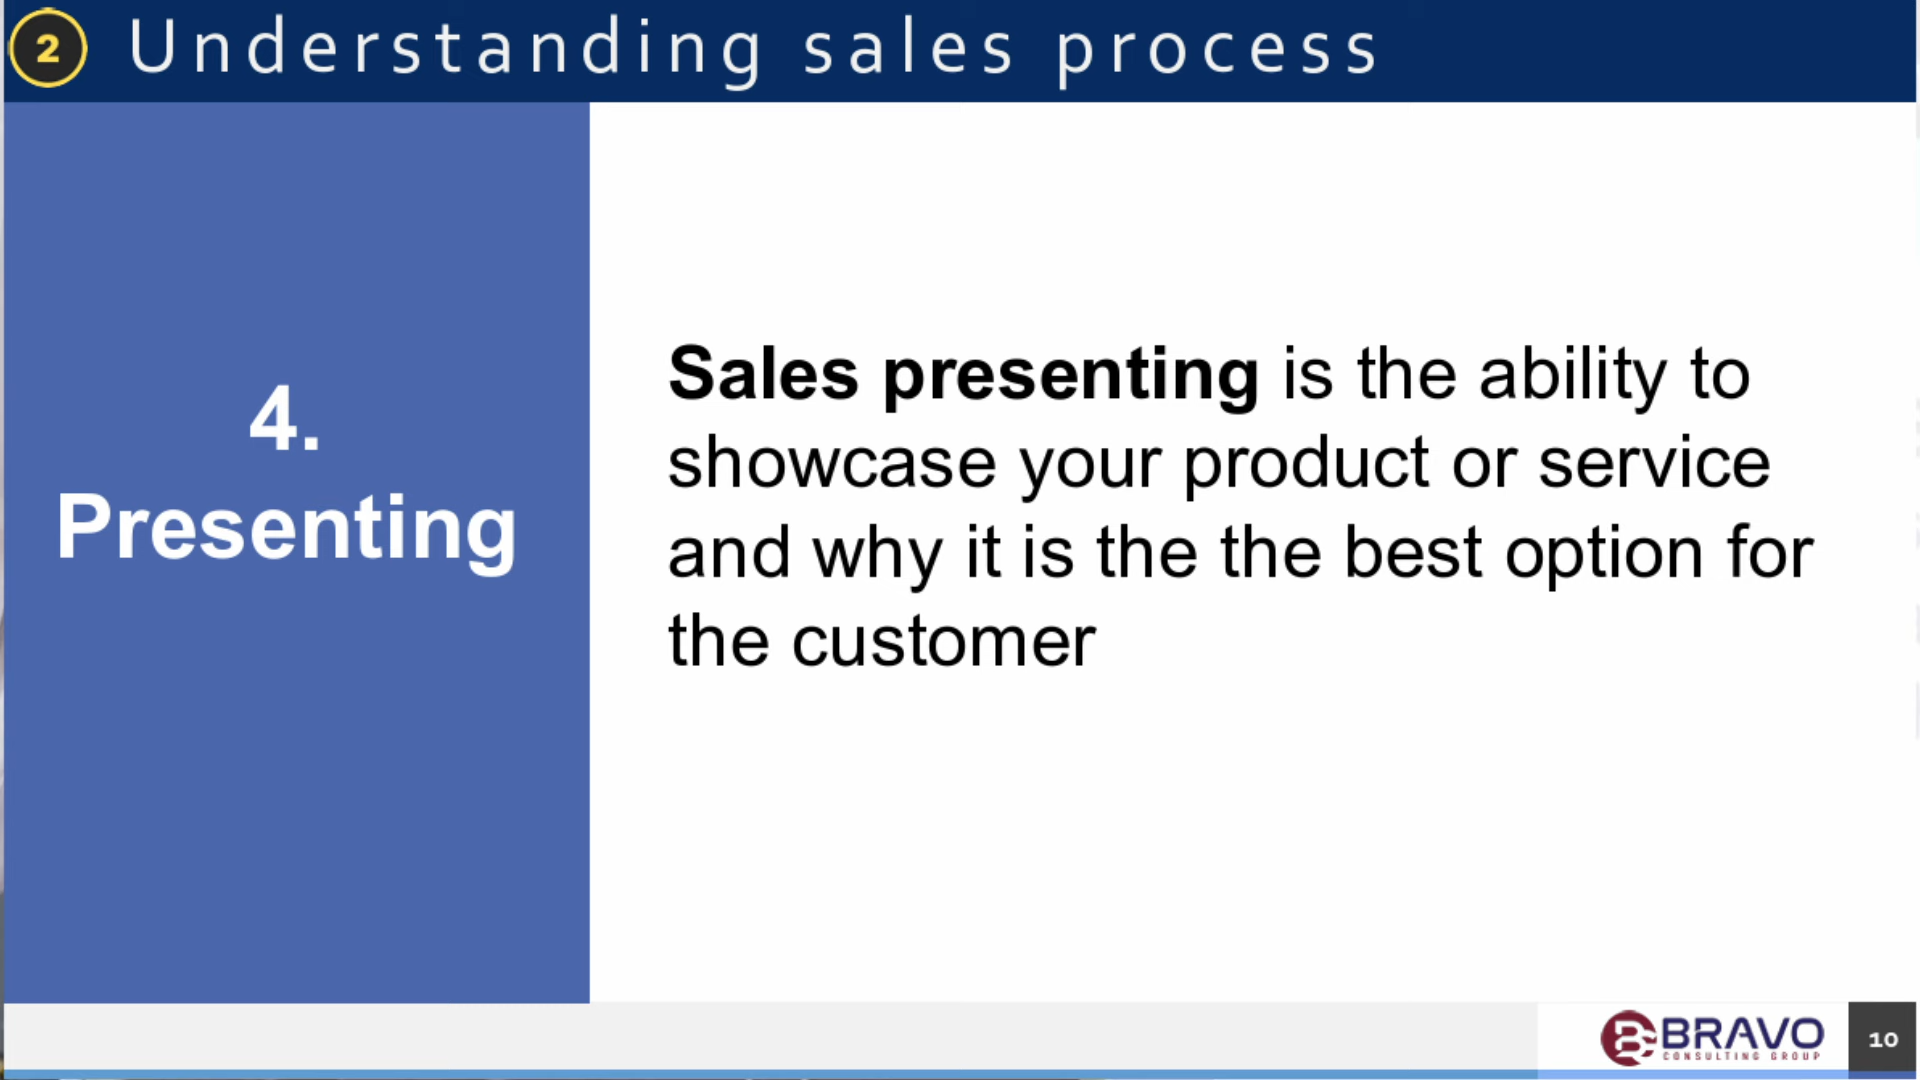 2
Understanding sales process
4.
Presenting
Sales presenting is the ability to
showcase your product or service
and why it is the the best option for
the customer
BRAVO
CONSULTING GROUP
10